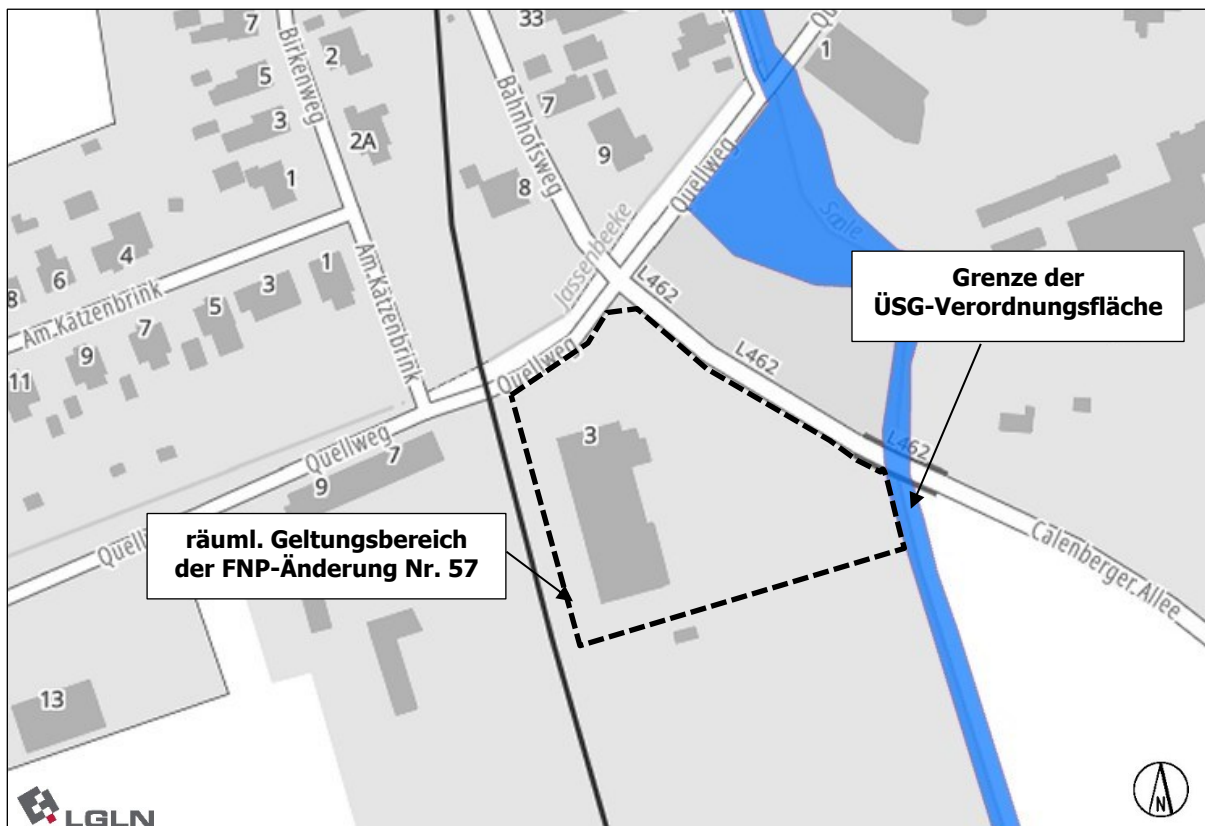 7
33
Birkenweg
2
5
3
2A
1
Bahnhofsweg
7
9
8
1
Quellweg
Jassenbeeke
Saale
L462
Grenze der
ÜSG-Verordnungsfläche
6
4
8
Am Kätzenbrink
1
3
5
7
9
11
Am Kätzenbrink
Quellweg
L462
3
L462
Quellweg
7
9
räuml. Geltungsbereich
der FNP-Änderung Nr. 57
Calenberger Allee
13
LGLN
N